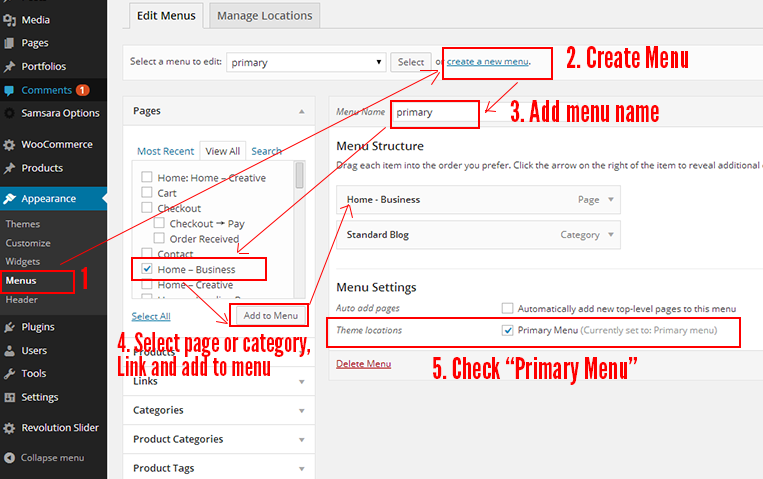 Edit Menus
Manage Locations
Media
Pages
Portfolios
Comments 1
Samsara Options
WooCommerce
Products
Appearance
Themes
Customize
Widgets
Menus
Header
Plugins
Users
Tools
Settings
Revolution Slider
Collapse menu
1
Select a menu to edit:
primary
Select
or create a new menu.
2. Create Menu
Pages
Most Recent
View All
Search
Home: Home – Creative
Cart
Checkout
Checkout → Pay
Order Received
Contact
Home – Business
Home – Creative
Select All
Add to Menu
4. Select page or category,
Link and add to menu
Products
Links
Categories
Product Categories
Product Tags
Menu Name
primary
3. Add menu name
Menu Structure
Drag each item into the order you prefer. Click the arrow on the right of the item to reveal additional
Home - Business
Page
Standard Blog
Category
Menu Settings
Auto add pages
Automatically add new top-level pages to this menu
Theme locations
Primary Menu (Currently set to: Primary menu)
Delete Menu
5. Check “Primary Menu”